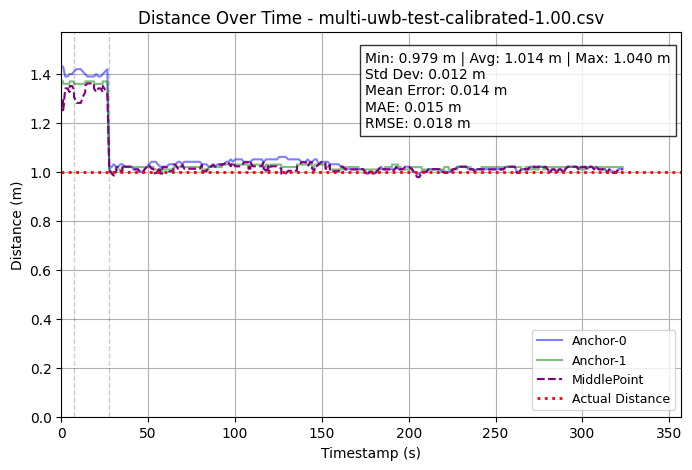 Distance Over Time - multi-uwb-test-calibrated-1.00.csv
Min: 0.979 m | Avg: 1.014 m | Max: 1.040 m
Std Dev: 0.012 m
Mean Error: 0.014 m
MAE: 0.015 m
RMSE: 0.018 m
Distance (m)
1.4
1.2
1.0
0.8
0.6
0.4
0.2
0.0
Anchor-0
Anchor-1
MiddlePoint
Actual Distance
0 50 100 150 200 250 300 350
Timestamp (s)